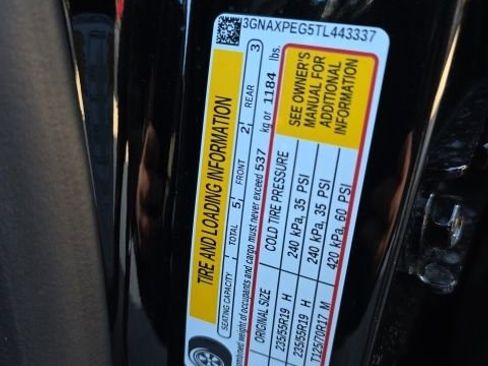 3GNAXPEG5TL443337
TIRE AND LOADING INFORMATION
SEATING CAPACITY TOTAL 5 FRONT 2 REAR 3
weight of occupants and cargo must never exceed 537 kg or 1184 lbs.
ORIGINAL SIZE COLD TIRE PRESSURE
235/55R19 H 240 kPa, 35 PSI
235/55R19 H 240 kPa, 35 PSI
T125/70R17 M 420 kPa, 60 PSI
SEE OWNER'S
MANUAL FOR
ADDITIONAL
INFORMATION